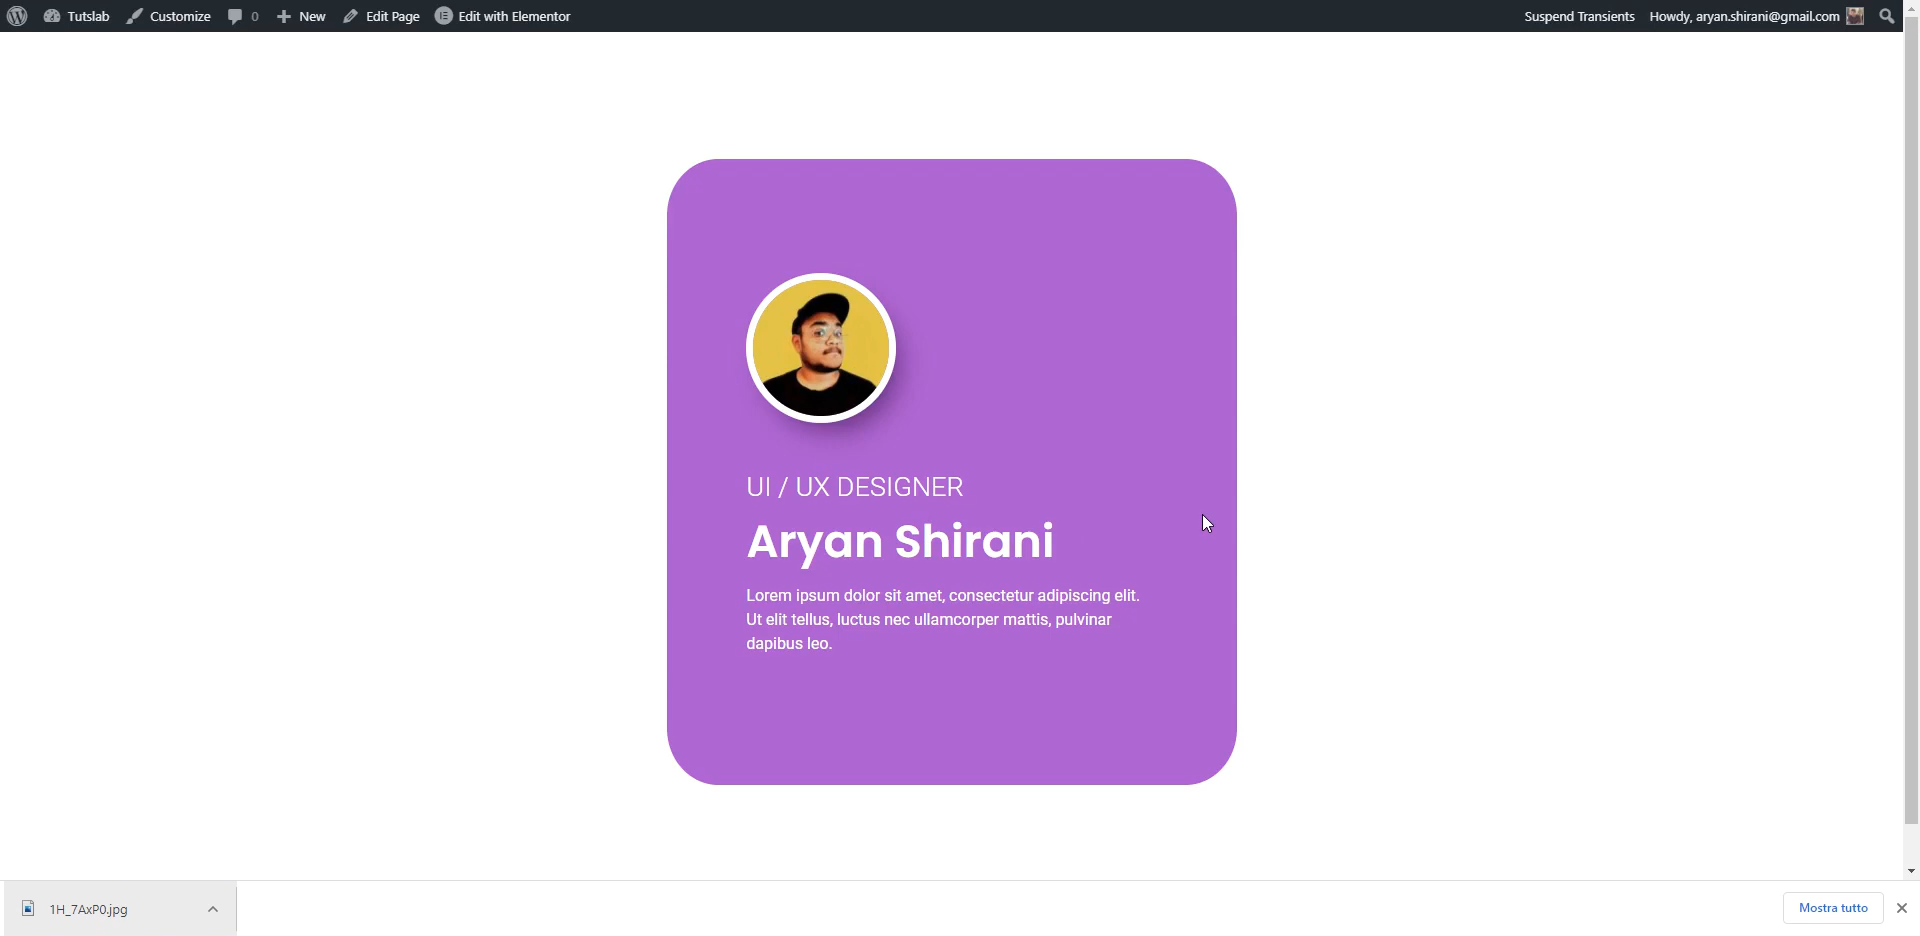 Tutslab Customize 0 New Edit Page Edit with Elementor Suspend Transients Howdy, aryan.shirani@gmail.com
UI / UX DESIGNER
Aryan Shirani
Lorem ipsum dolor sit amet, consectetur adipiscing elit.
Ut elit tellus, luctus nec ullamcorper mattis, pulvinar
dapibus leo.
1H_7AxP0.jpg Mostra tutto